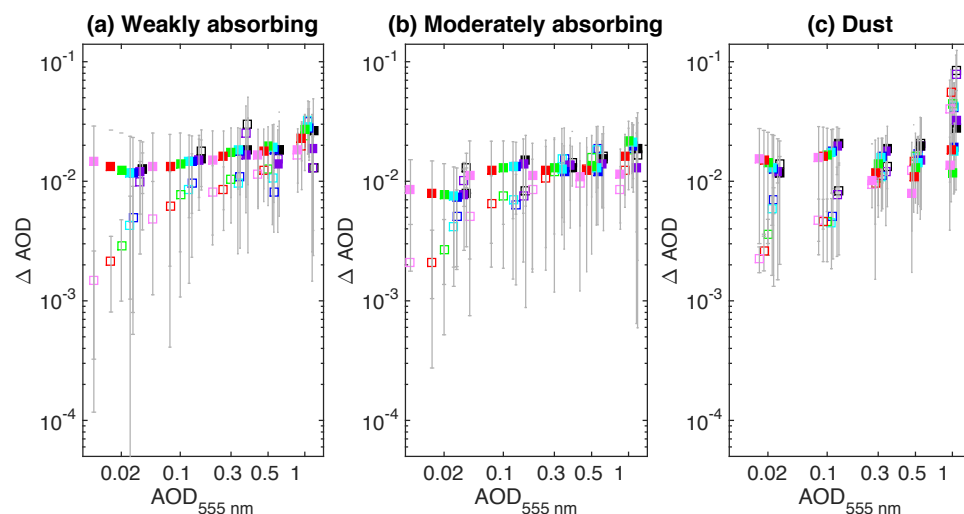 (a) Weakly absorbing
(b) Moderately absorbing
(c) Dust
Δ AOD
10^-1
10^-2
10^-3
10^-4
0.02 0.1 0.3 0.5 1
AOD_555 nm
Δ AOD
10^-1
10^-2
10^-3
10^-4
0.02 0.1 0.3 0.5 1
AOD_555 nm
Δ AOD
10^-1
10^-2
10^-3
10^-4
0.02 0.1 0.3 0.5 1
AOD_555 nm